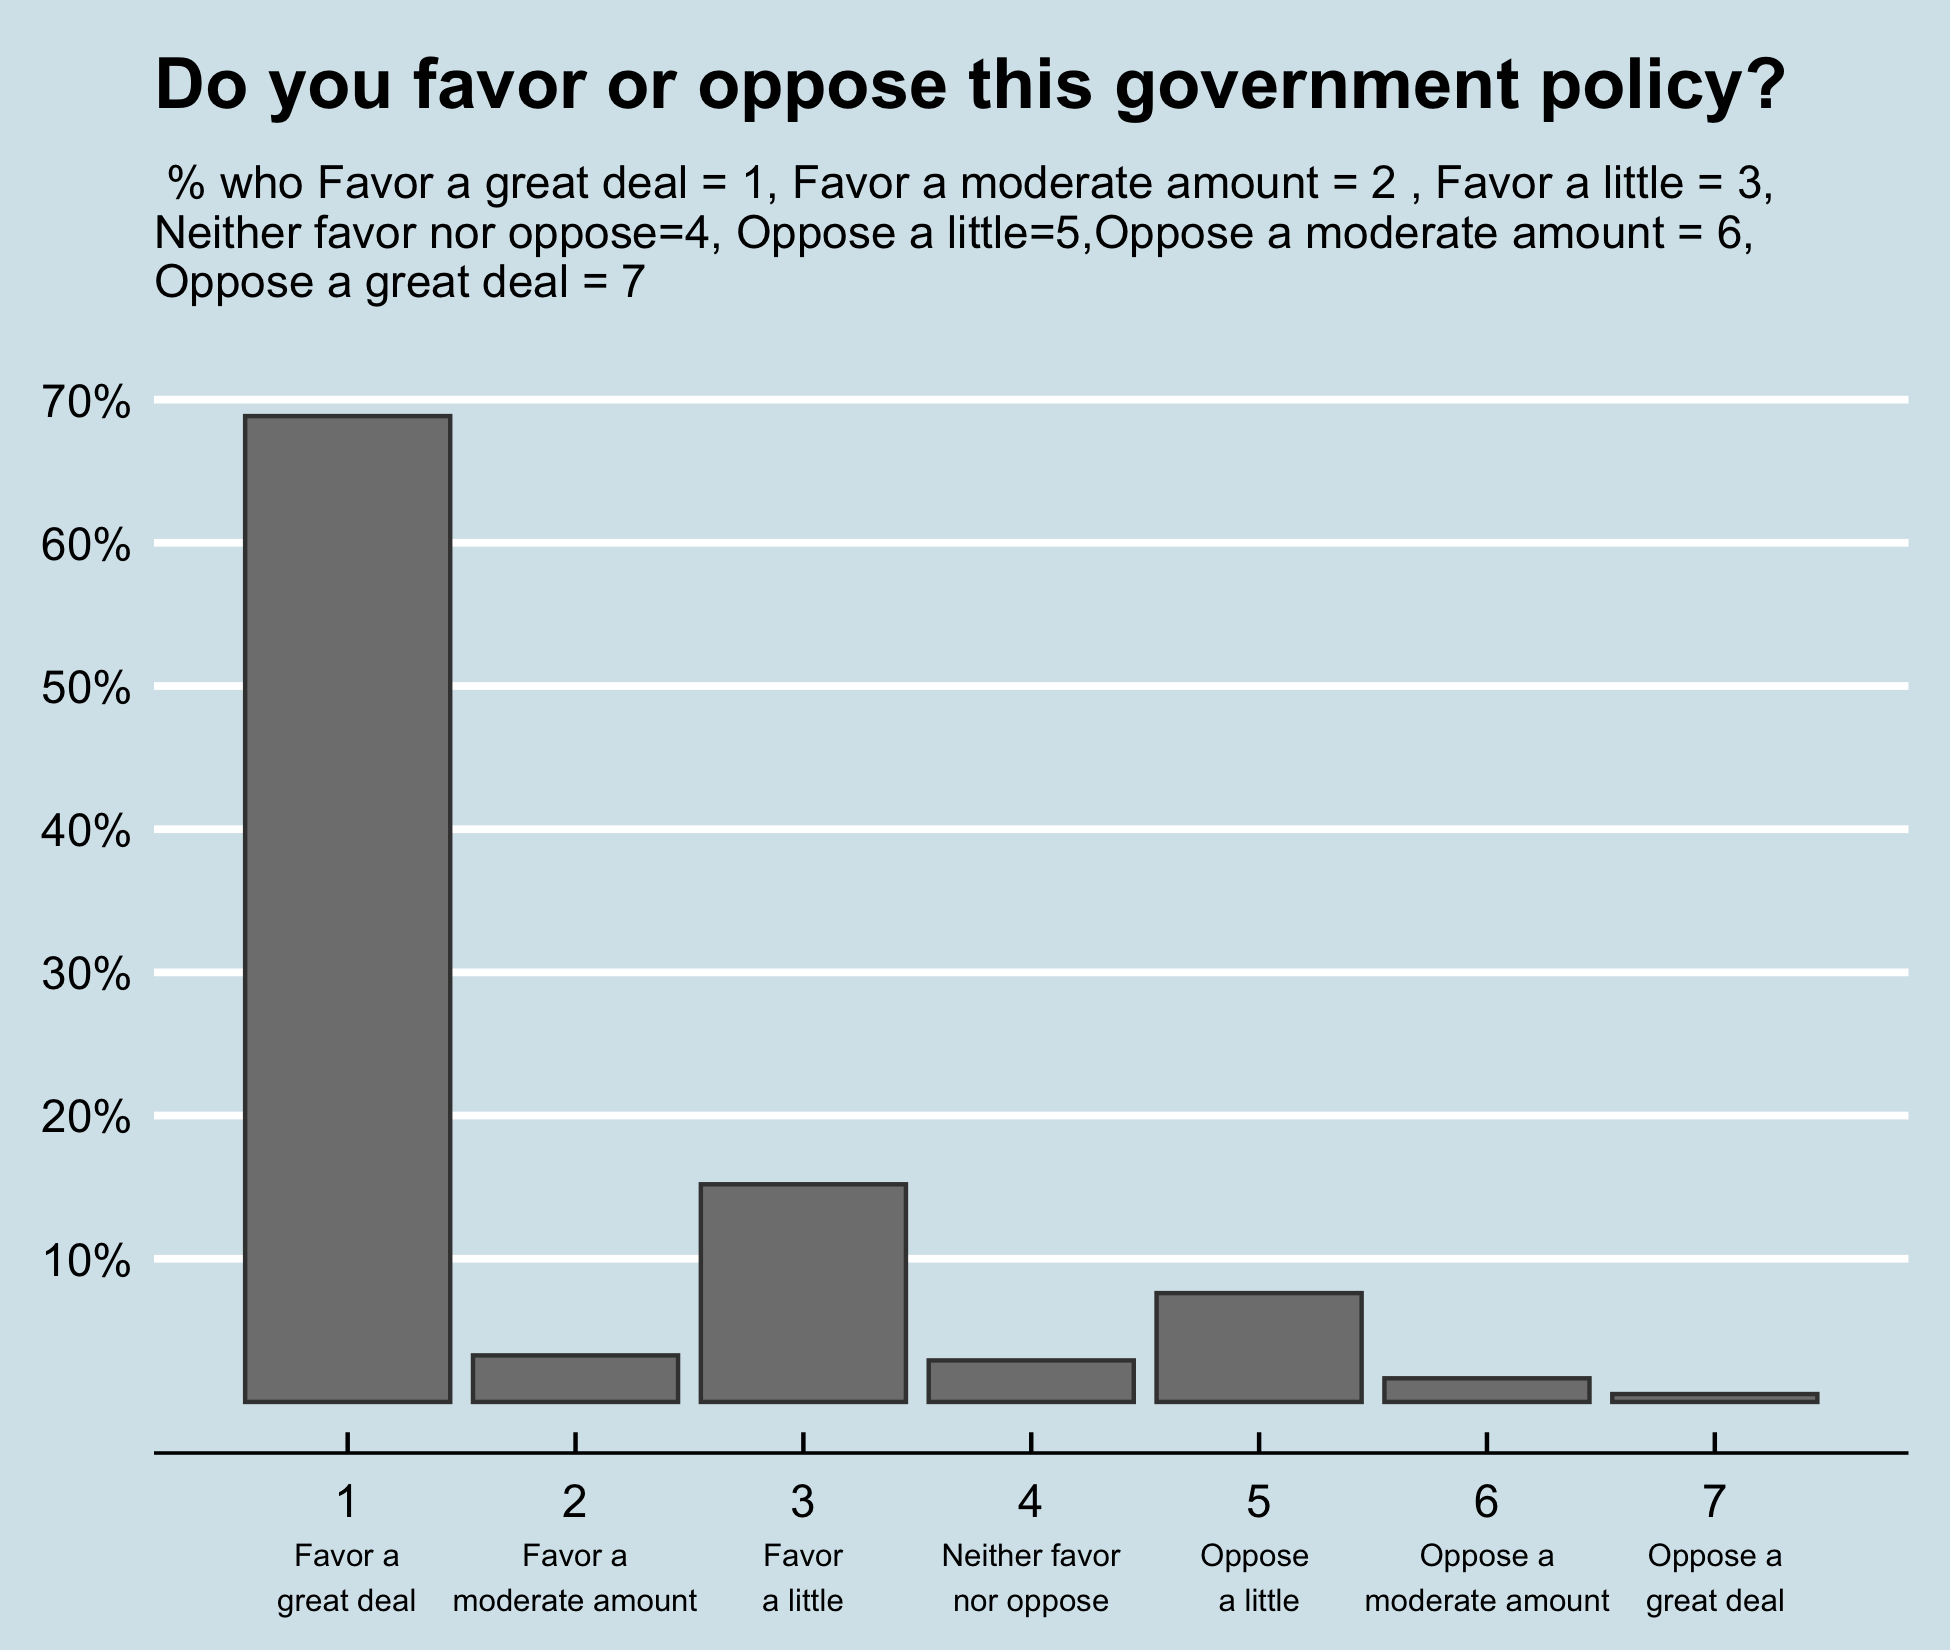 Do you favor or oppose this government policy?
% who Favor a great deal = 1, Favor a moderate amount = 2 , Favor a little = 3,
Neither favor nor oppose=4, Oppose a little=5,Oppose a moderate amount = 6,
Oppose a great deal = 7
70%
60%
50%
40%
30%
20%
10%
1 2 3 4 5 6 7
Favor a Favor a Favor Neither favor Oppose Oppose a Oppose a
great deal moderate amount a little nor oppose a little moderate amount great deal